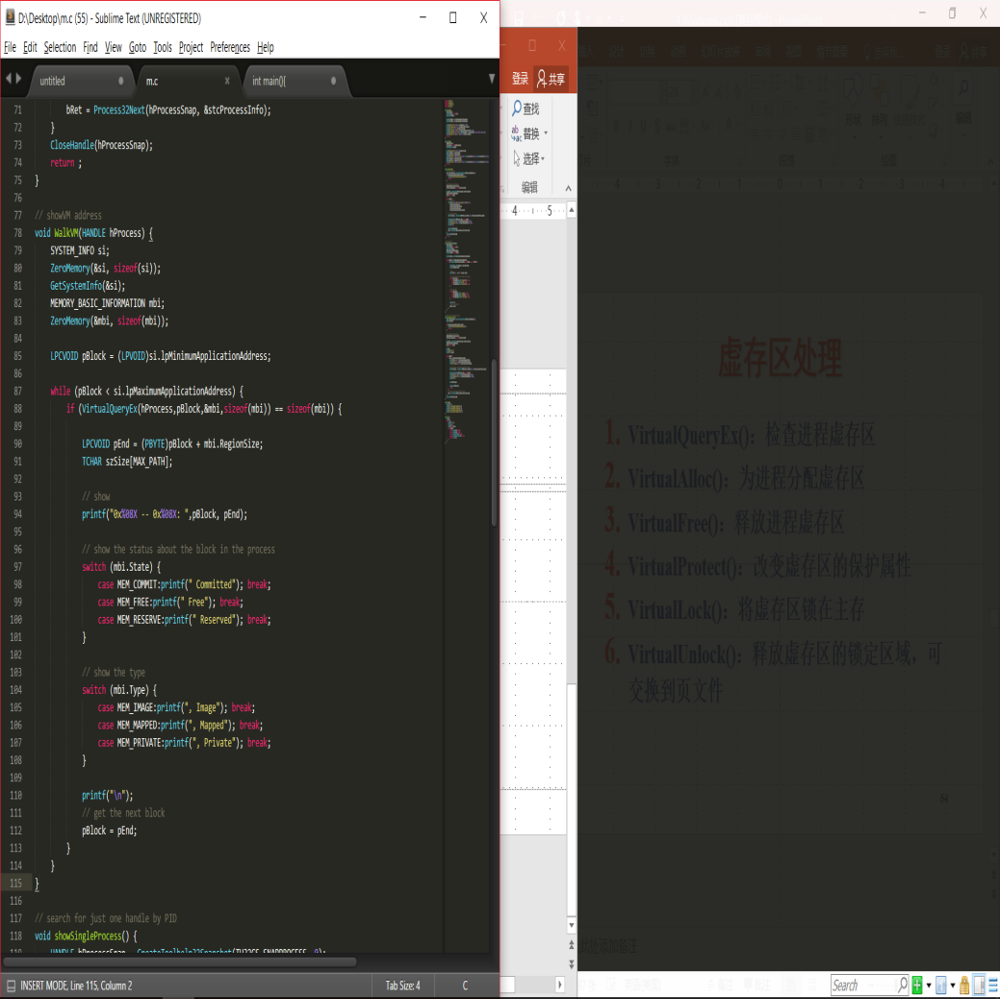 D:\Desktop\m.c (55) - Sublime Text (UNREGISTERED)
File Edit Selection Find View Goto Tools Project Preferences Help
untitled
m.c
int main(){
71 bRet = Process32Next(hProcessSnap, &stcProcessInfo);
72 }
73 CloseHandle(hProcessSnap);
74 return ;
75 }
76
77 // showVM address
78 void WalkVM(HANDLE hProcess) {
79 SYSTEM_INFO si;
80 ZeroMemory(&si, sizeof(si));
81 GetSystemInfo(&si);
82 MEMORY_BASIC_INFORMATION mbi;
83 ZeroMemory(&mbi, sizeof(mbi));
84
85 LPCVOID pBlock = (LPVOID)si.lpMinimumApplicationAddress;
86
87 while (pBlock < si.lpMaximumApplicationAddress) {
88 if (VirtualQueryEx(hProcess,pBlock,&mbi,sizeof(mbi)) == sizeof(mbi)) {
89
90 LPCVOID pEnd = (PBYTE)pBlock + mbi.RegionSize;
91 TCHAR szSize[MAX_PATH];
92
93 // show
94 printf("0x%08X -- 0x%08X: ",pBlock, pEnd);
95
96 // show the status about the block in the process
97 switch (mbi.State) {
98 case MEM_COMMIT:printf(" Committed"); break;
99 case MEM_FREE:printf(" Free"); break;
100 case MEM_RESERVE:printf(" Reserved"); break;
101 }
102
103 // show the type
104 switch (mbi.Type) {
105 case MEM_IMAGE:printf(", Image"); break;
106 case MEM_MAPPED:printf(", Mapped"); break;
107 case MEM_PRIVATE:printf(", Private"); break;
108 }
109
110 printf("\n");
111 // get the next block
112 pBlock = pEnd;
113 }
114 }
115 }
116
117 // search for just one handle by PID
118 void showSingleProcess() {
INSERT MODE, Line 115, Column 2
Tab Size: 4
C
登录 共享
查找
替换
选择
编辑
4 5
虚存区处理
1. VirtualQueryEx()：检查进程虚存区
2. VirtualAlloc()：为进程分配虚存区
3. VirtualFree()：释放进程虚存区
4. VirtualProtect()：改变虚存区的保护属性
5. VirtualLock()：将虚存区锁在主存
6. VirtualUnlock()：释放虚存区的锁定区域，可
交换到页文件
64
Search